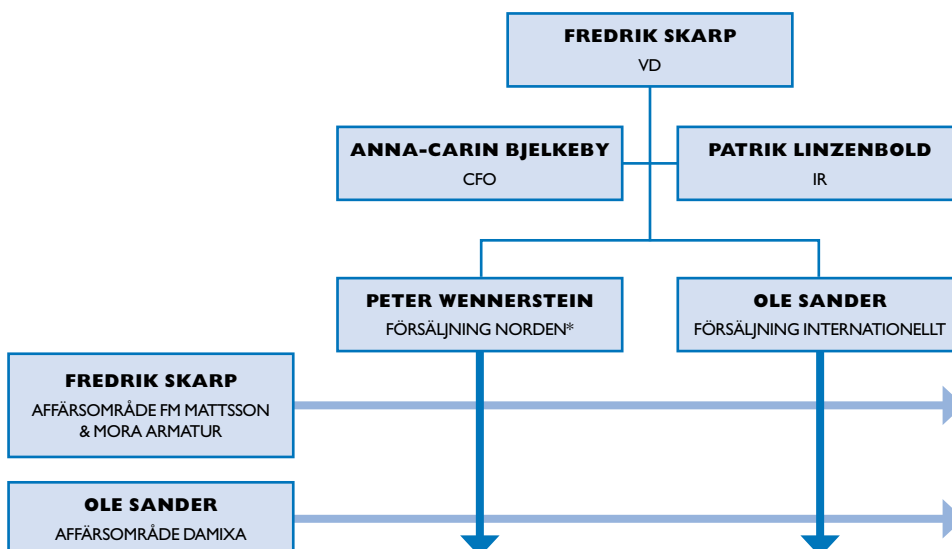 FREDRIK SKARP
VD
ANNA-CARIN BJELKEBY
CFO
PATRIK LINZENBOLD
IR
PETER WENNERSTEIN
FÖRSÄLJNING NORDEN*
OLE SANDER
FÖRSÄLJNING INTERNATIONELLT
FREDRIK SKARP
AFFÄRSOMRÅDE FM MATTSSON
& MORA ARMATUR
OLE SANDER
AFFÄRSOMRÅDE DAMIXA